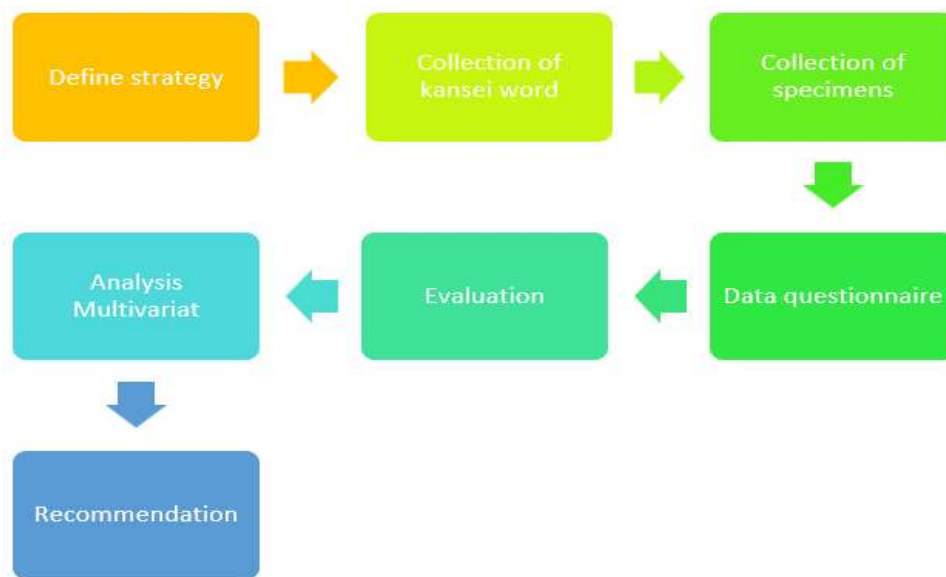 Define strategy
Collection of
kansei word
Collection of
specimens
Data questionnaire
Evaluation
Analysis
Multivariat
Recommendation